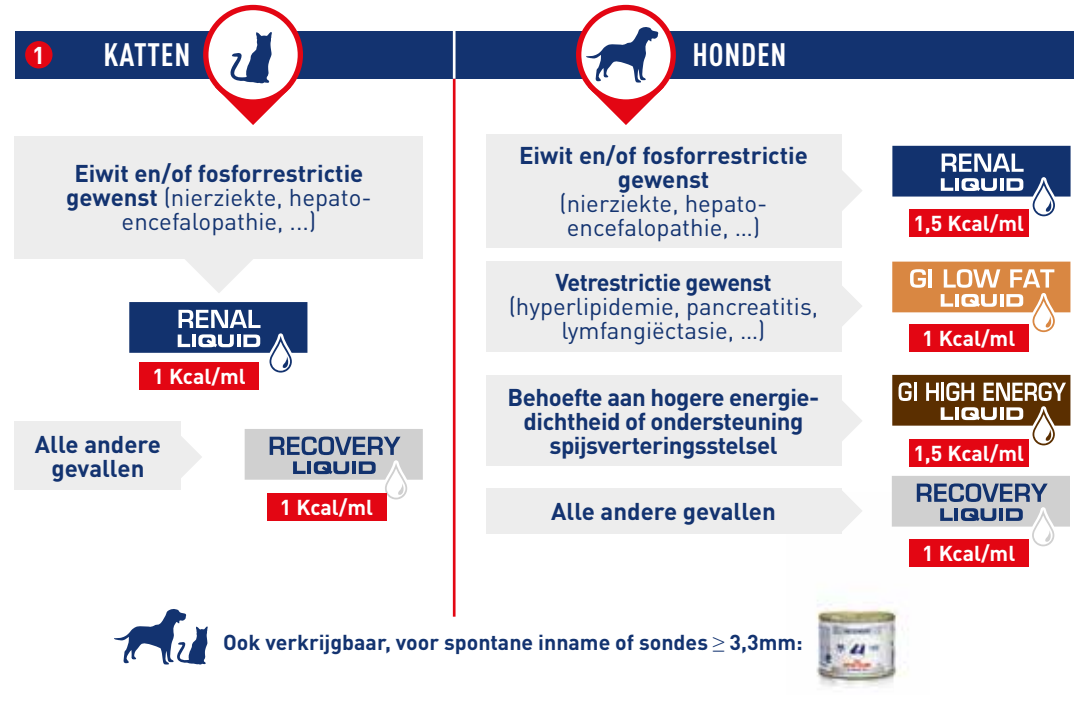 1
KATTEN
Eiwit en/of fosforrestrictie
gewenst (nierziekte, hepato-
encefalopathie, ...)
RENAL
LIQUID
1 Kcal/ml
Alle andere
gevallen
RECOVERY
LIQUID
1 Kcal/ml
HONDEN
Eiwit en/of fosforrestrictie
gewenst
(nierziekte, hepato-
encefalopathie, ...)
RENAL
LIQUID
1,5 Kcal/ml
Vetrestrictie gewenst
(hyperlipidemie, pancreatitis,
lymfangiëctasie, ...)
GI LOW FAT
LIQUID
1 Kcal/ml
Behoefte aan hogere energie-
dichtheid of ondersteuning
spijsverteringsstelsel
GI HIGH ENERGY
LIQUID
1,5 Kcal/ml
Alle andere gevallen
RECOVERY
LIQUID
1 Kcal/ml
Ook verkrijgbaar, voor spontane inname of sondes ≥ 3,3mm: